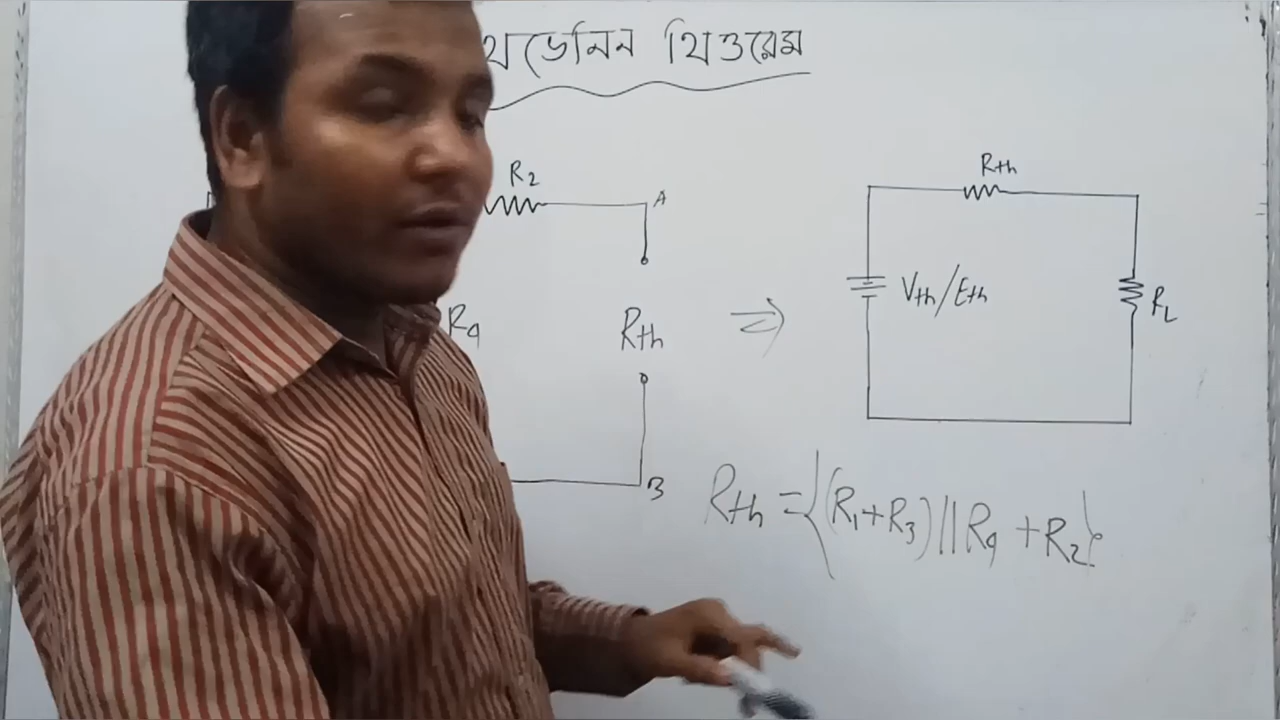 থেভেনিন থিওরেম
R₂
A
R₄
Rth
B
⇒
Rth
Vth/Eth
RL
Rth = {(R₁+R₃)||R₄ + R₂}